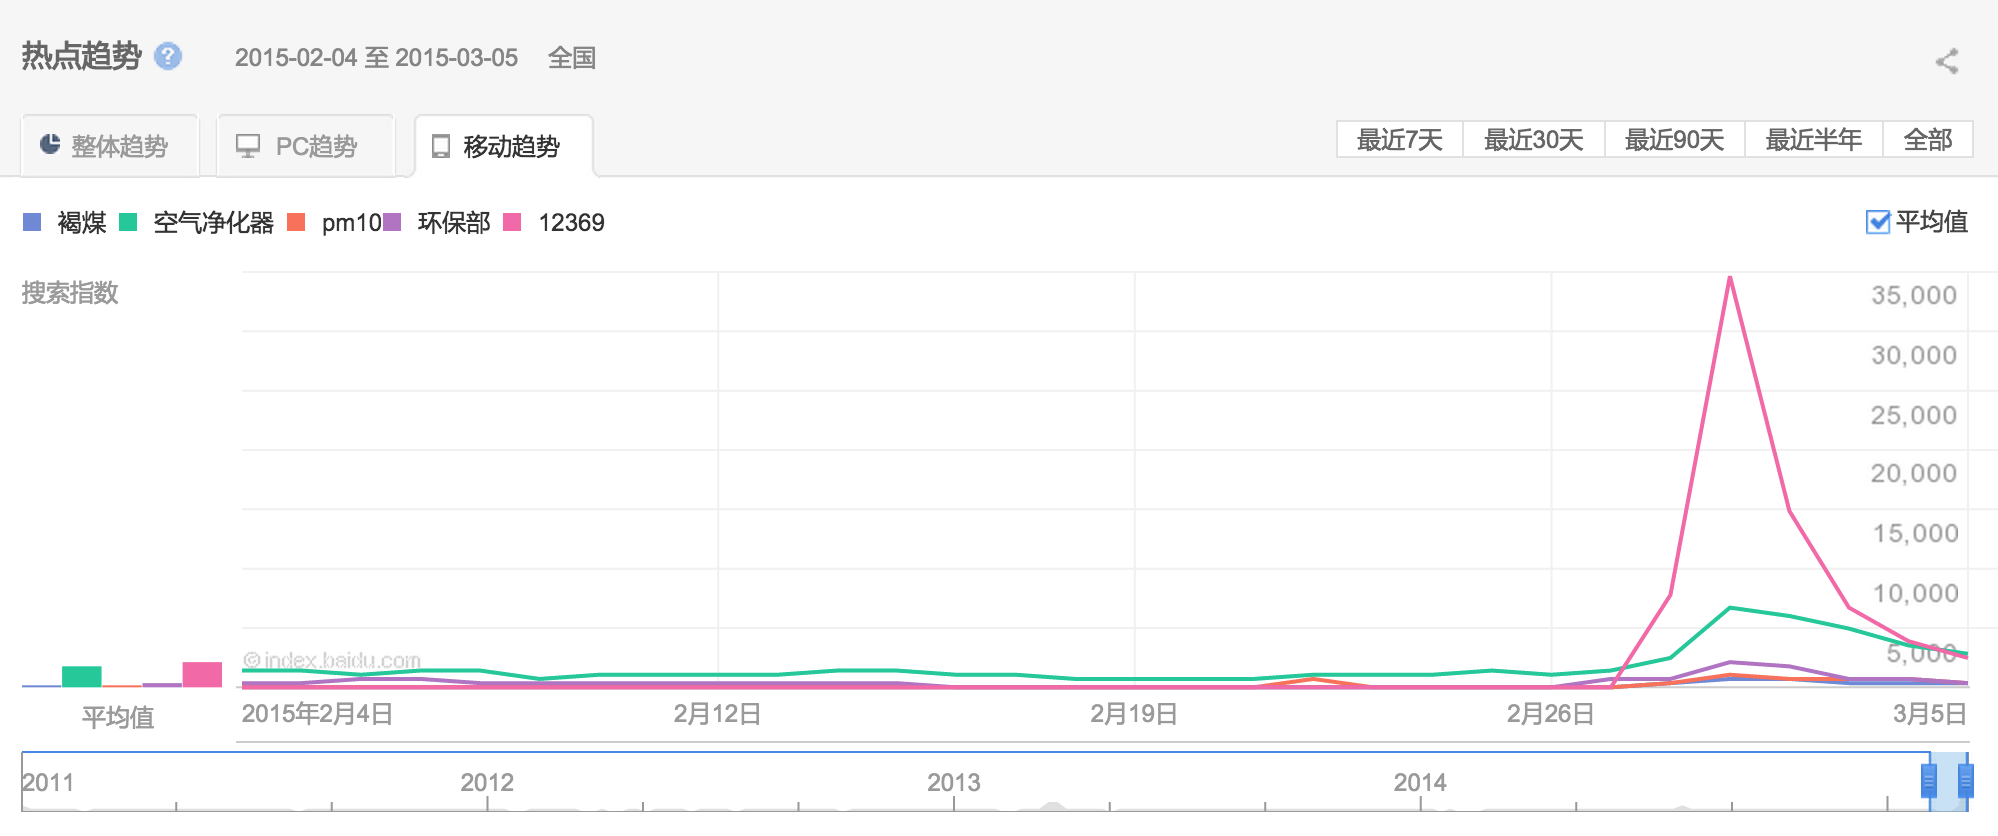 热点趋势 ? 2015-02-04 至 2015-03-05 全国
整体趋势 PC趋势 移动趋势 最近7天 最近30天 最近90天 最近半年 全部
褐煤 空气净化器 pm10 环保部 12369 平均值
搜索指数
35,000
30,000
25,000
20,000
15,000
10,000
5,000
©index.baidu.com
平均值 2015年2月4日 2月12日 2月19日 2月26日 3月5日
2011 2012 2013 2014